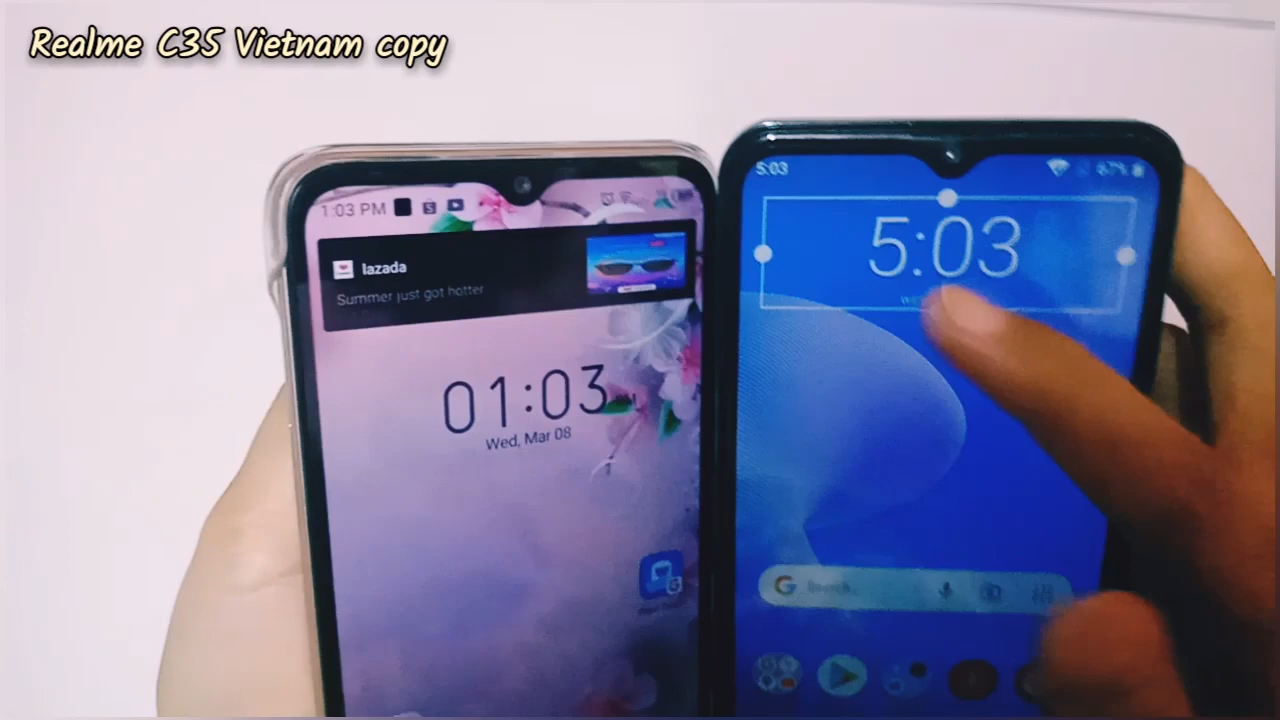 Realme C35 Vietnam copy
1:03 PM
lazada
Summer just got hotter
01:03
Wed, Mar 08
5:03
67%
5:03